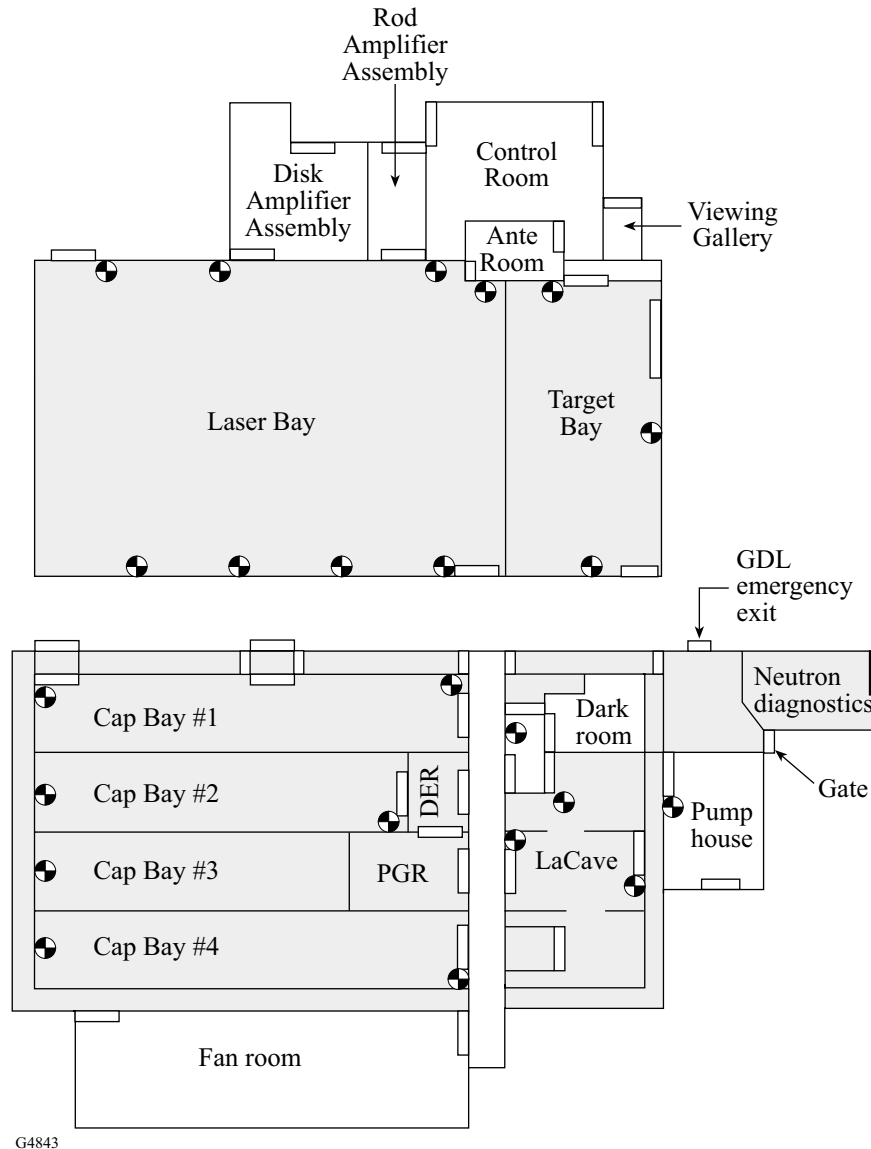 Rod
Amplifier
Assembly
Control
Room
Disk
Amplifier
Assembly
Viewing
Gallery
Ante
Room
Laser Bay
Target
Bay
GDL
emergency
exit
Neutron
diagnostics
Cap Bay #1
Dark
room
Gate
Cap Bay #2
DER
Pump
house
Cap Bay #3
PGR
LaCave
Cap Bay #4
Fan room
G4843